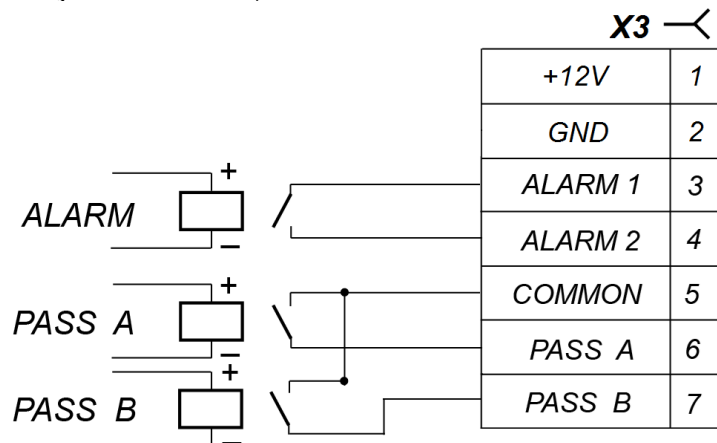 X3
+12V 1
GND 2
+
ALARM ALARM 1 3
− ALARM 2 4
+
COMMON 5
PASS A
− PASS A 6
+
PASS B PASS B 7
−